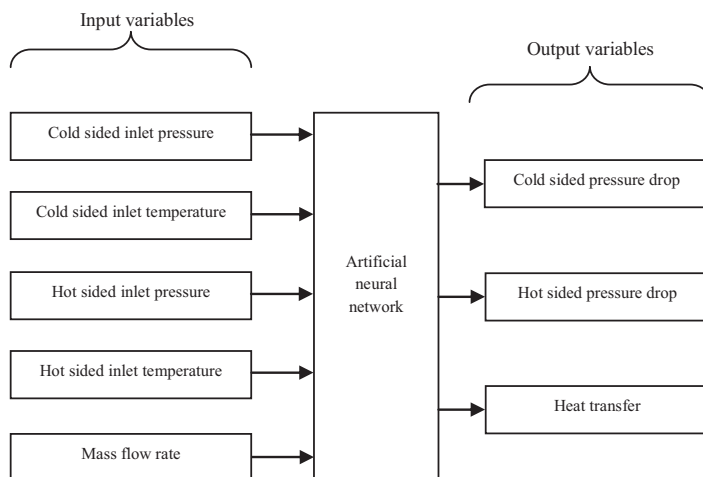 Input variables
Output variables
Cold sided inlet pressure
Cold sided inlet temperature
Hot sided inlet pressure
Hot sided inlet temperature
Mass flow rate
Artificial
neural
network
Cold sided pressure drop
Hot sided pressure drop
Heat transfer